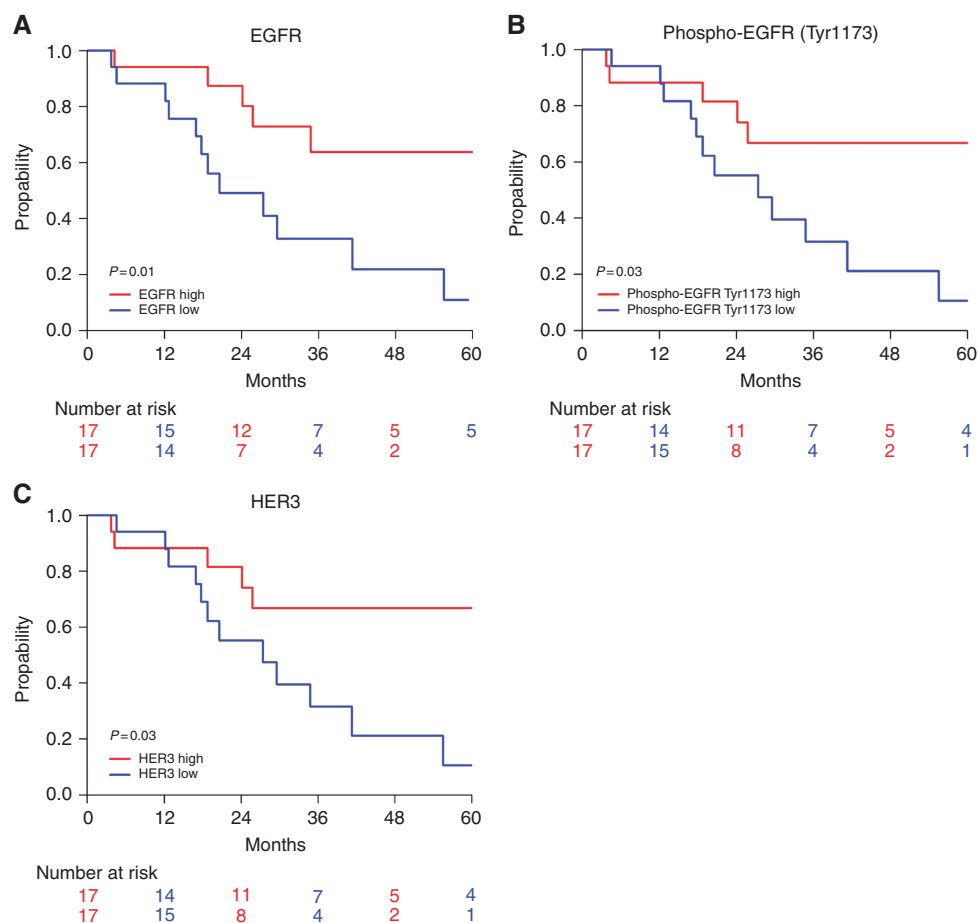 A
EGFR
1.0
0.8
0.6
0.4
0.2
0.0
Propability
P=0.01
EGFR high
EGFR low
0 12 24 36 48 60
Months
Number at risk
17 15 12 7 5 5
17 14 7 4 2
B
Phospho-EGFR (Tyr1173)
1.0
0.8
0.6
0.4
0.2
0.0
Propability
P=0.03
Phospho-EGFR Tyr1173 high
Phospho-EGFR Tyr1173 low
0 12 24 36 48 60
Months
Number at risk
17 14 11 7 5 4
17 15 8 4 2 1
C
HER3
1.0
0.8
0.6
0.4
0.2
0.0
Propability
P=0.03
HER3 high
HER3 low
0 12 24 36 48 60
Months
Number at risk
17 14 11 7 5 4
17 15 8 4 2 1